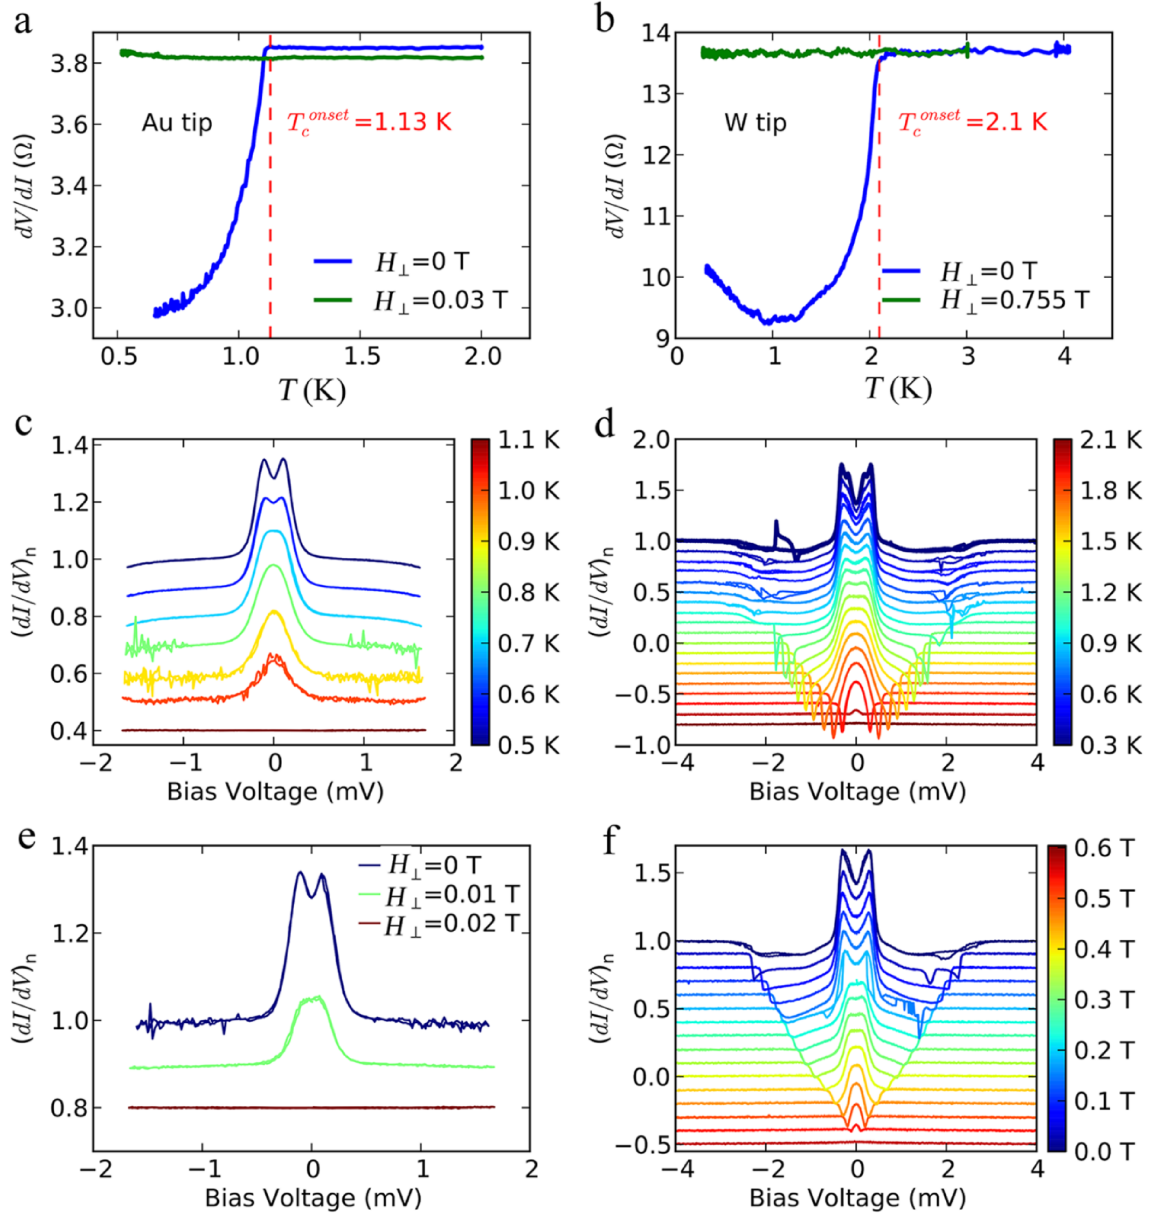 a
3.8
3.6
3.4
3.2
3.0
dV/dI (Ω)
Au tip
T_c^onset=1.13 K
H⊥=0 T
H⊥=0.03 T
0.5 1.0 1.5 2.0
T (K)
b
14
13
12
11
10
9
dV/dI (Ω)
W tip
T_c^onset=2.1 K
H⊥=0 T
H⊥=0.755 T
0 1 2 3 4
T (K)
c
1.4
1.2
1.0
0.8
0.6
0.4
(dI/dV)n
−2 −1 0 1 2
Bias Voltage (mV)
1.1 K
1.0 K
0.9 K
0.8 K
0.7 K
0.6 K
0.5 K
d
2.0
1.5
1.0
0.5
0.0
−0.5
−1.0
(dI/dV)n
−4 −2 0 2 4
Bias Voltage (mV)
2.1 K
1.8 K
1.5 K
1.2 K
0.9 K
0.6 K
0.3 K
e
1.4
1.2
1.0
0.8
(dI/dV)n
H⊥=0 T
H⊥=0.01 T
H⊥=0.02 T
−2 −1 0 1 2
Bias Voltage (mV)
f
1.5
1.0
0.5
0.0
−0.5
(dI/dV)n
−4 −2 0 2 4
Bias Voltage (mV)
0.6 T
0.5 T
0.4 T
0.3 T
0.2 T
0.1 T
0.0 T